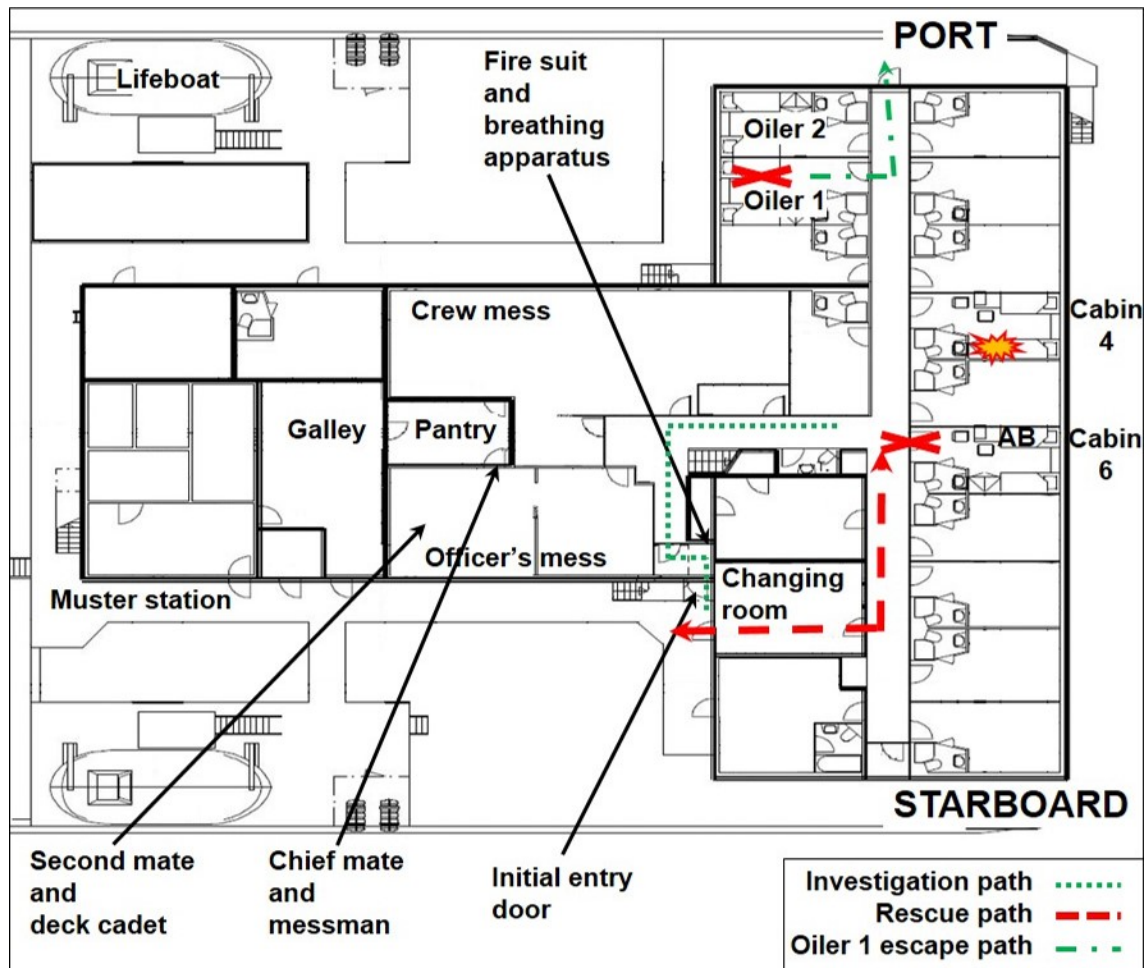 PORT
Lifeboat
Fire suit
and
breathing
apparatus
Oiler 2
Oiler 1
Crew mess
Cabin
4
Galley
Pantry
AB
Cabin
6
Officer's mess
Changing
room
Muster station
STARBOARD
Second mate
and
deck cadet
Chief mate
and
messman
Initial entry
door
Investigation path
Rescue path
Oiler 1 escape path